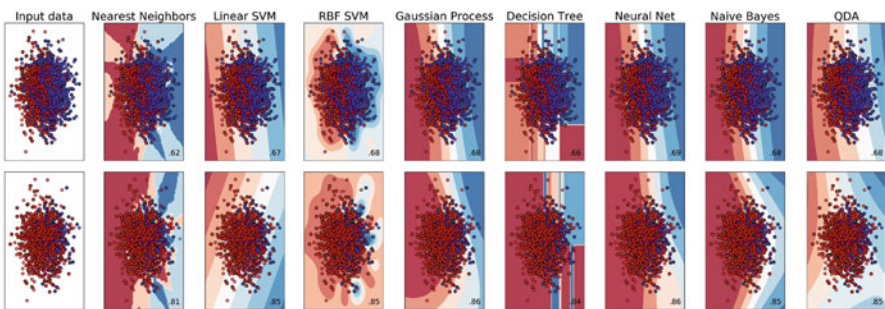 Input data Nearest Neighbors Linear SVM RBF SVM Gaussian Process Decision Tree Neural Net Naive Bayes QDA
.62 .67 .68 .68 .66 .69 .68 .68
.81 .85 .85 .86 .84 .86 .85 .85